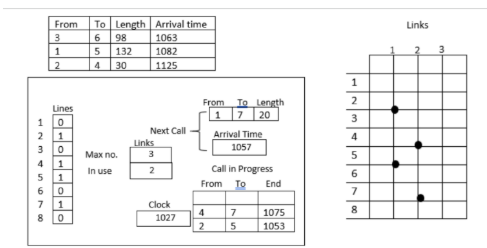 From To Length Arrival time
3 6 98 1063
1 5 132 1082
2 4 30 1125
Lines
1 0
2 1
3 0
4 1
5 1
6 0
7 1
8 0
Links
Max no. 3
In use 2
Next Call
From To Length
1 7 20
Arrival Time
1057
Call in Progress
From To End
4 7 1075
2 5 1053
Clock
1027
Links
1 2 3
1
2
3
4
5
6
7
8